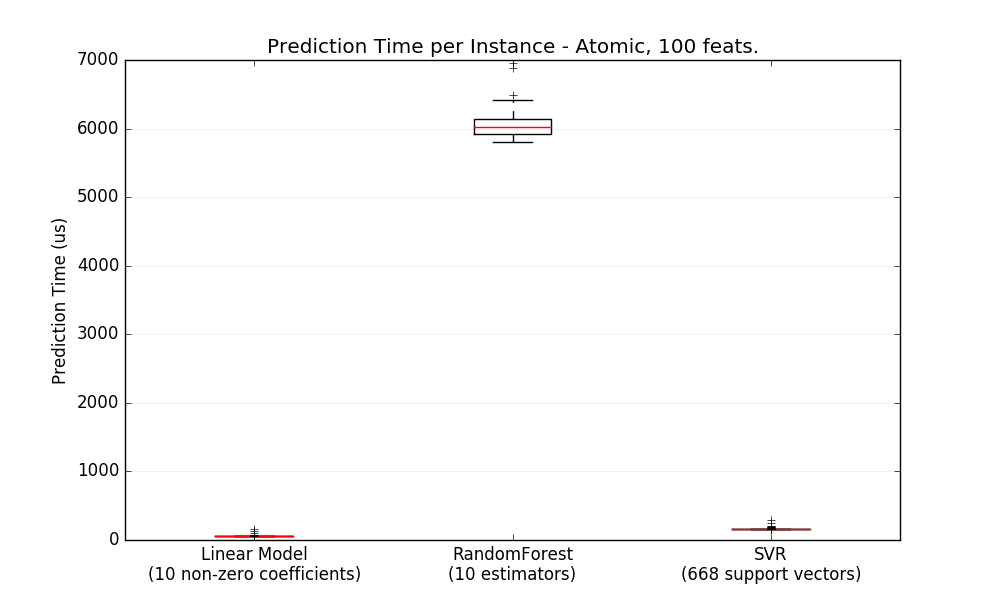 Prediction Time per Instance - Atomic, 100 feats.
7000
6000
5000
4000
3000
2000
1000
0
Prediction Time (us)
Linear Model
(10 non-zero coefficients)
RandomForest
(10 estimators)
SVR
(668 support vectors)